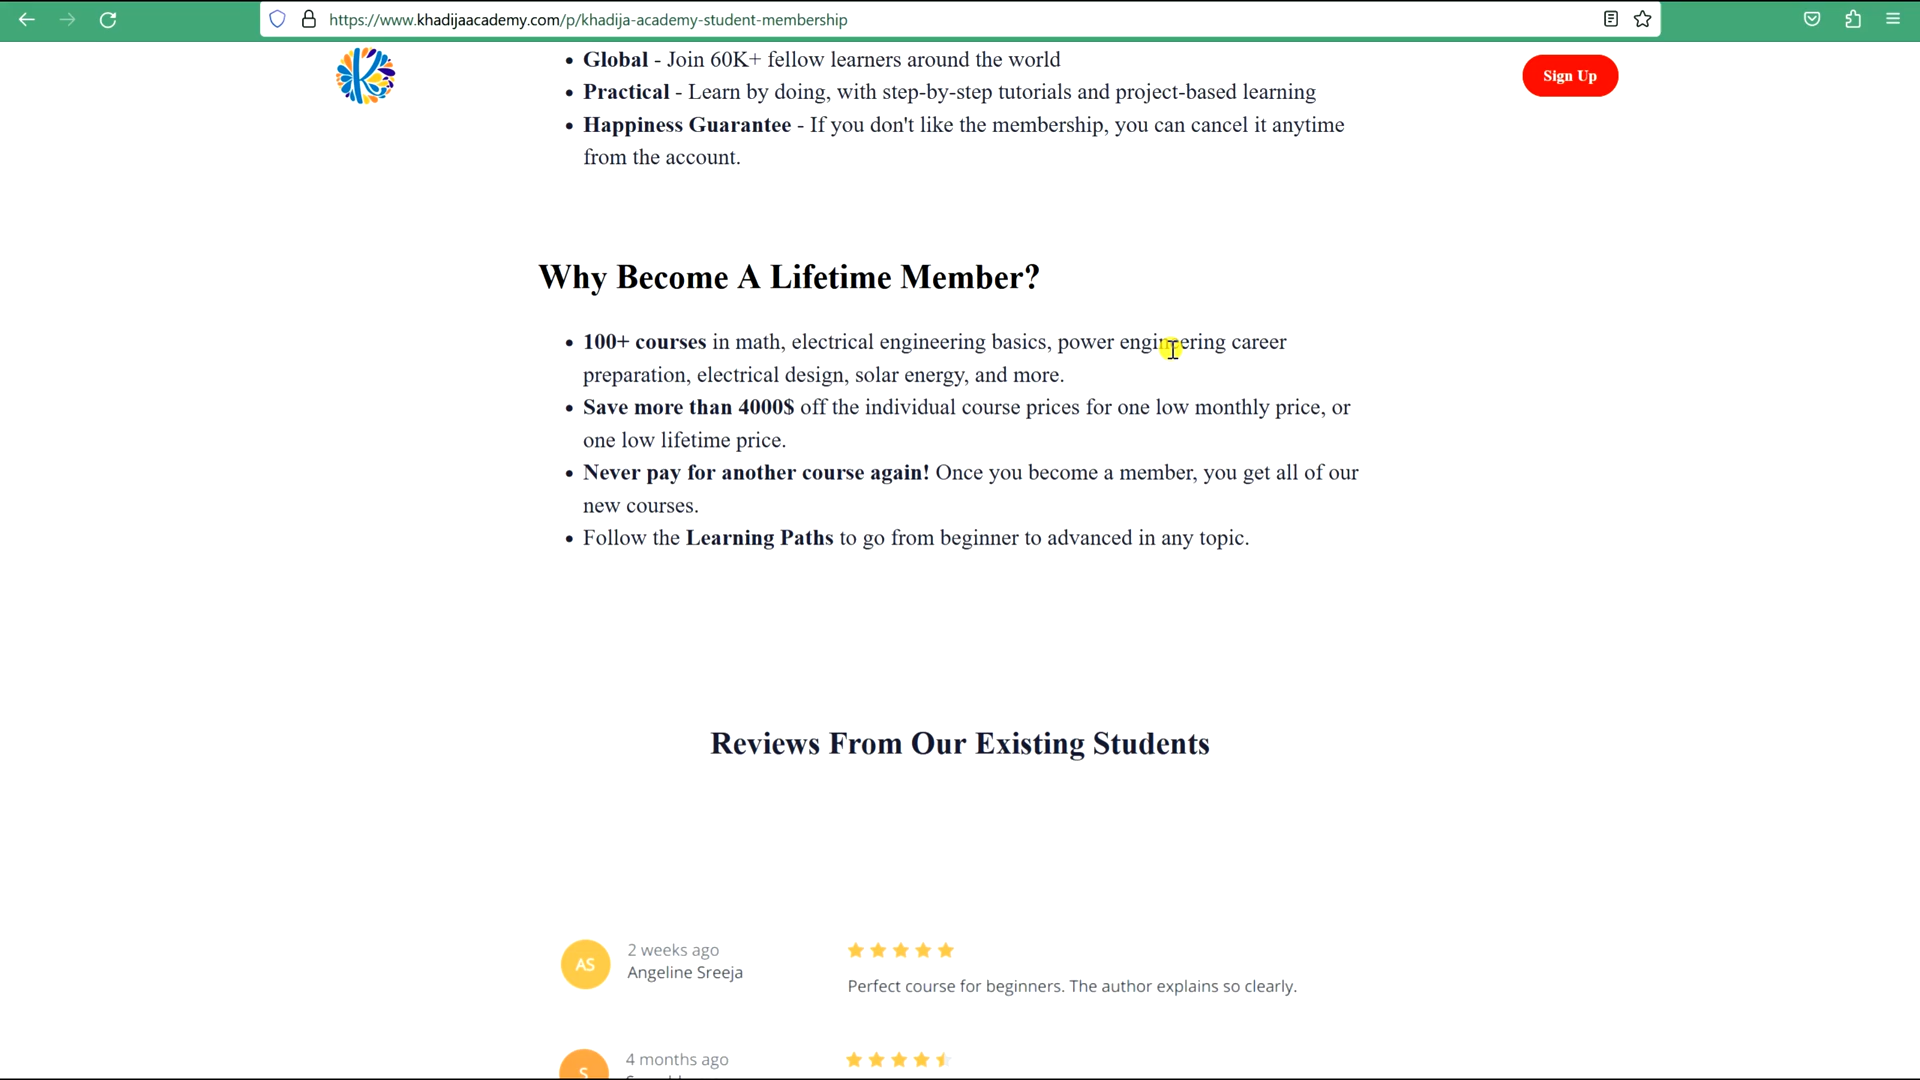 https://www.khadijaacademy.com/p/khadija-academy-student-membership
K
Sign Up
• Global - Join 60K+ fellow learners around the world
• Practical - Learn by doing, with step-by-step tutorials and project-based learning
• Happiness Guarantee - If you don't like the membership, you can cancel it anytime
from the account.
Why Become A Lifetime Member?
• 100+ courses in math, electrical engineering basics, power engineering career
preparation, electrical design, solar energy, and more.
• Save more than 4000$ off the individual course prices for one low monthly price, or
one low lifetime price.
• Never pay for another course again! Once you become a member, you get all of our
new courses.
• Follow the Learning Paths to go from beginner to advanced in any topic.
Reviews From Our Existing Students
AS
2 weeks ago
Angeline Sreeja
Perfect course for beginners. The author explains so clearly.
S
4 months ago